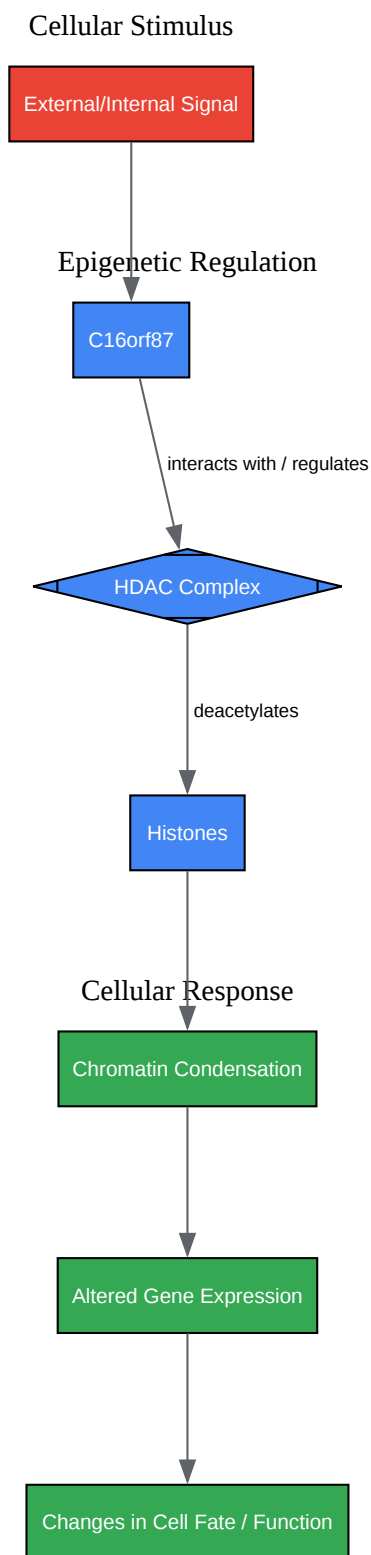 Cellular Stimulus
External/Internal Signal
Epigenetic Regulation
C16orf87
interacts with / regulates
HDAC Complex
deacetylates
Histones
Cellular Response
Chromatin Condensation
Altered Gene Expression
Changes in Cell Fate / Function